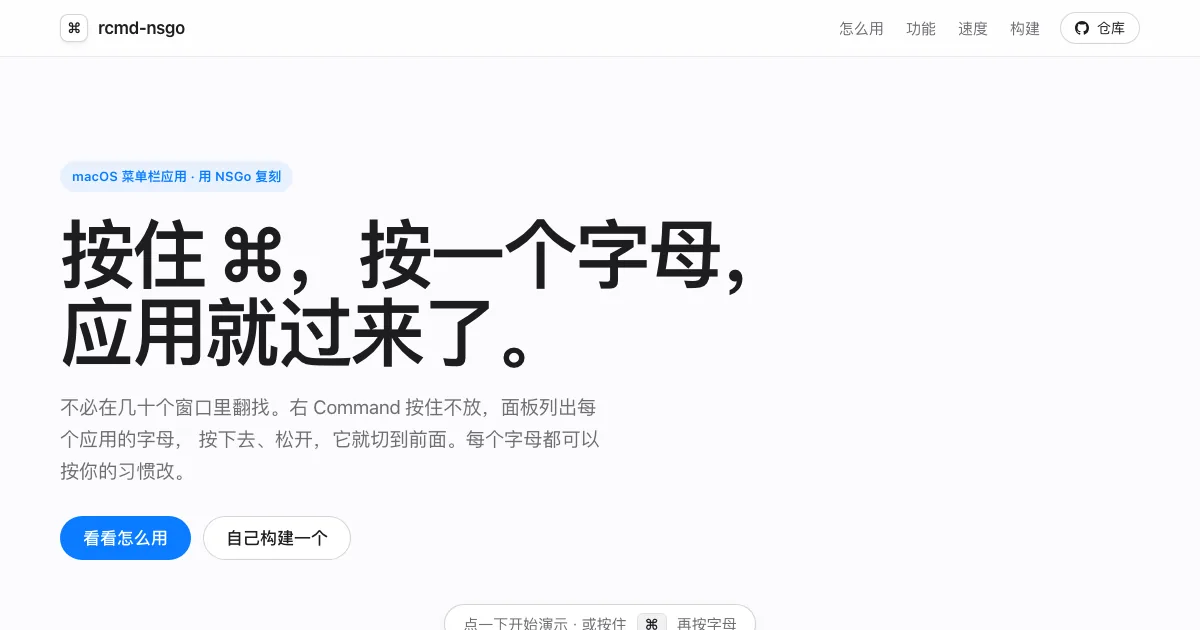 ⌘ rcmd-nsgo
怎么用 功能 速度 构建 仓库
macOS 菜单栏应用 · 用 NSGo 复刻
按住 ⌘，按一个字母，
应用就过来了。
不必在几十个窗口里翻找。右 Command 按住不放，面板列出每
个应用的字母， 按下去、松开，它就切到前面。每个字母都可以
按你的习惯改。
看看怎么用 自己构建一个
点一下开始演示 · 或按住 ⌘ 再按字母